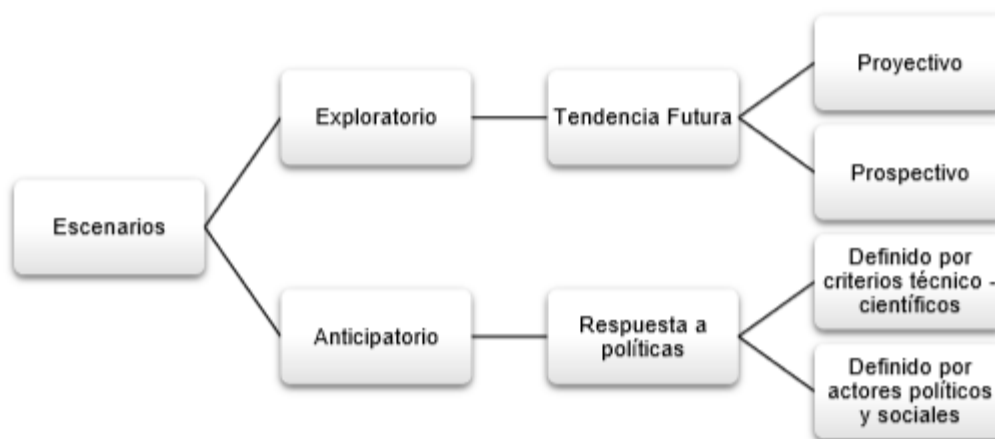 Escenarios
Exploratorio
Tendencia Futura
Proyectivo
Prospectivo
Anticipatorio
Respuesta a
políticas
Definido por
criterios técnico -
científicos
Definido por
actores políticos
y sociales